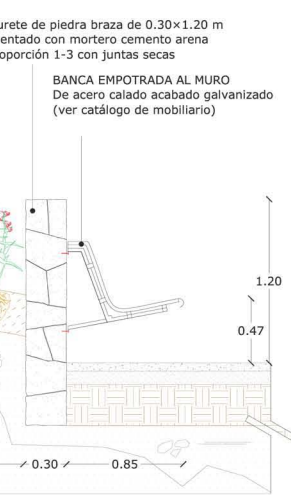 urete de piedra braza de 0.30×1.20 m
entado con mortero cemento arena
oporción 1-3 con juntas secas
BANCA EMPOTRADA AL MURO
De acero calado acabado galvanizado
(ver catálogo de mobiliario)
1.20
0.47
0.30
0.85